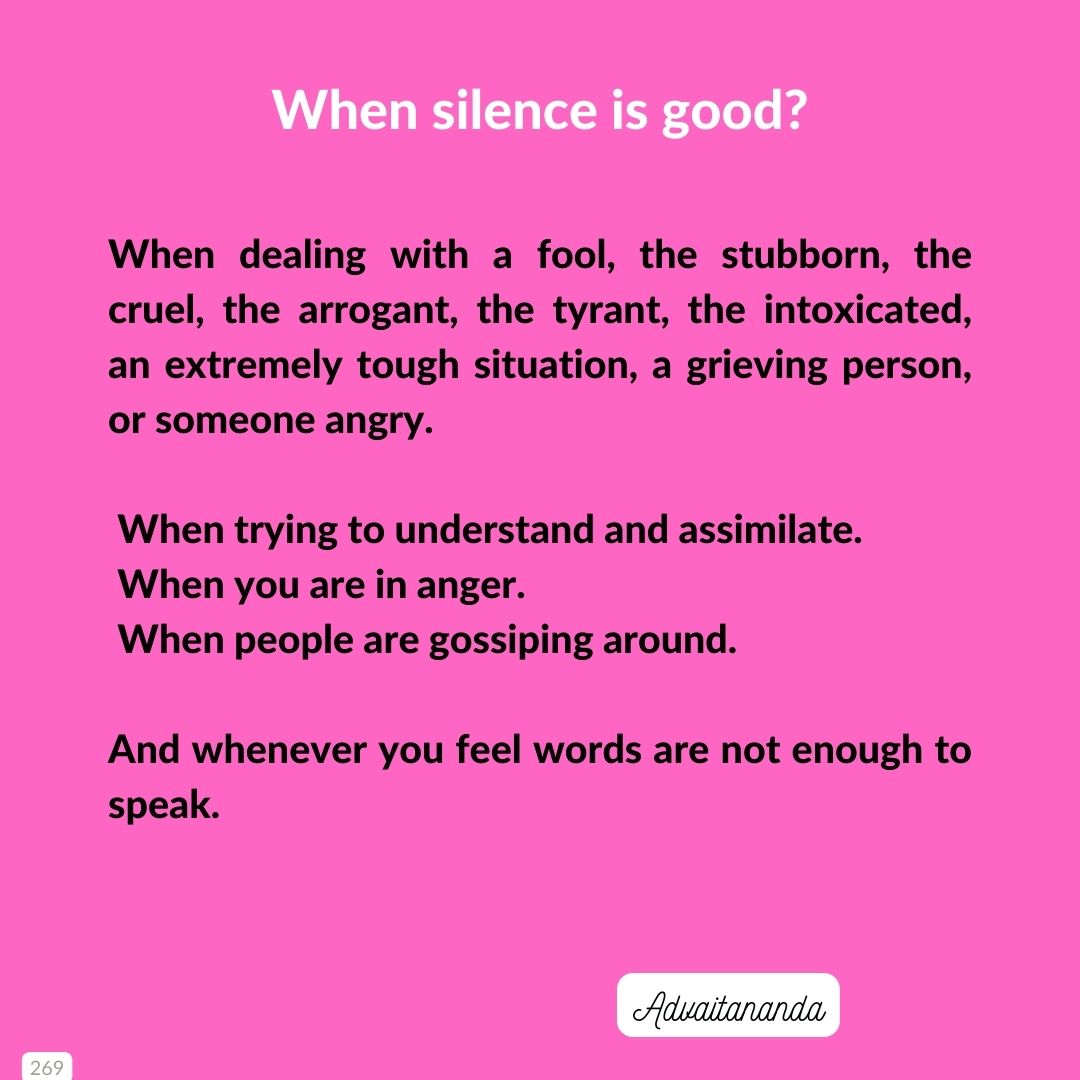 When silence is good?
When dealing with a fool, the stubborn, the
cruel, the arrogant, the tyrant, the intoxicated,
an extremely tough situation, a grieving person,
or someone angry.
When trying to understand and assimilate.
When you are in anger.
When people are gossiping around.
And whenever you feel words are not enough to
speak.
Advaitananda
269